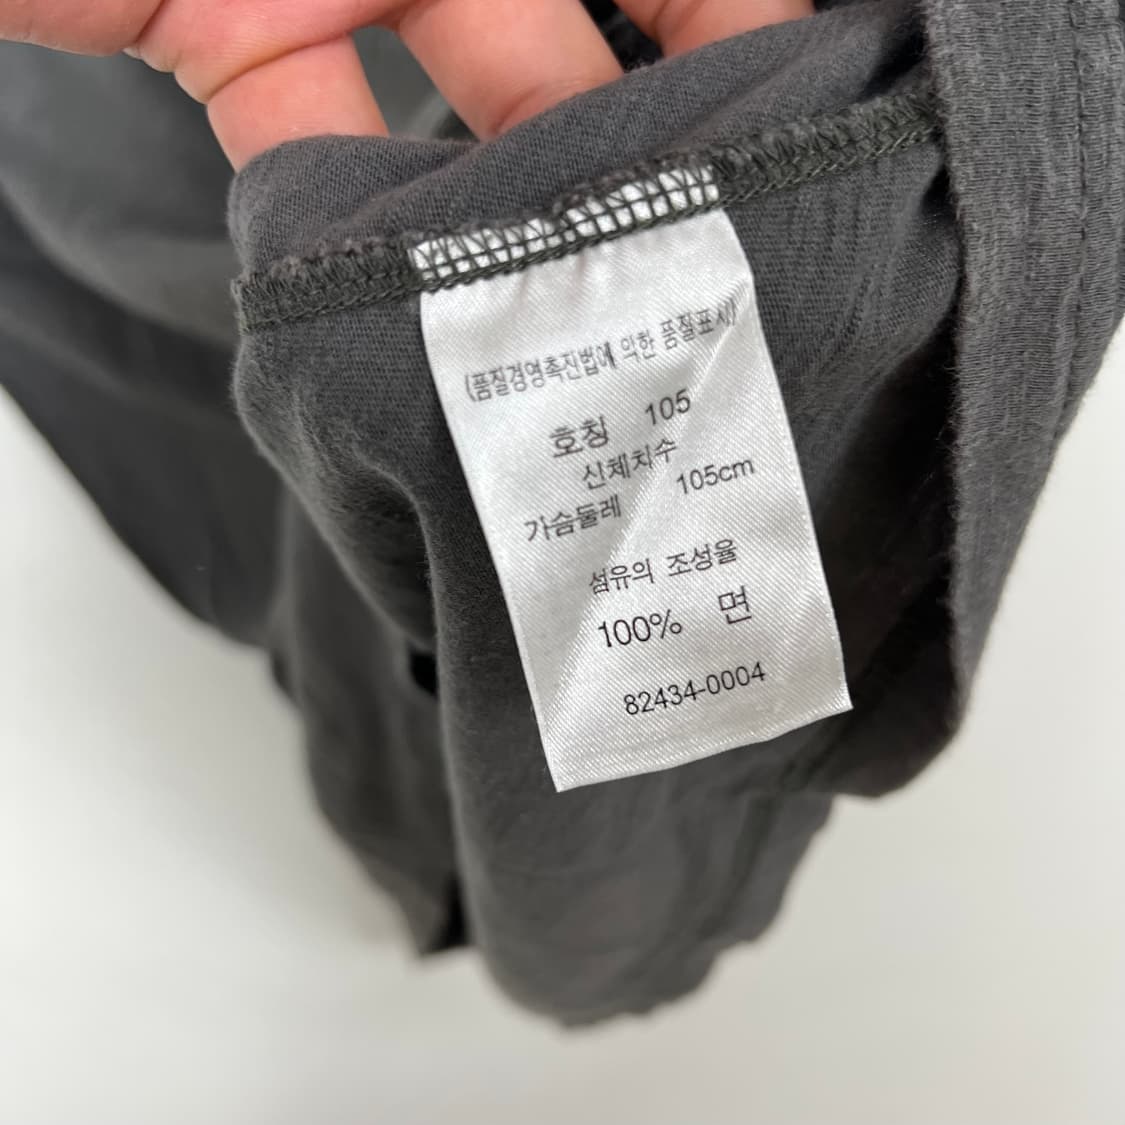 (품질경영촉진법에 의한 품질표시)
호칭 105
신체치수
가슴둘레 105cm
섬유의 조성율
100% 면
82434-0004